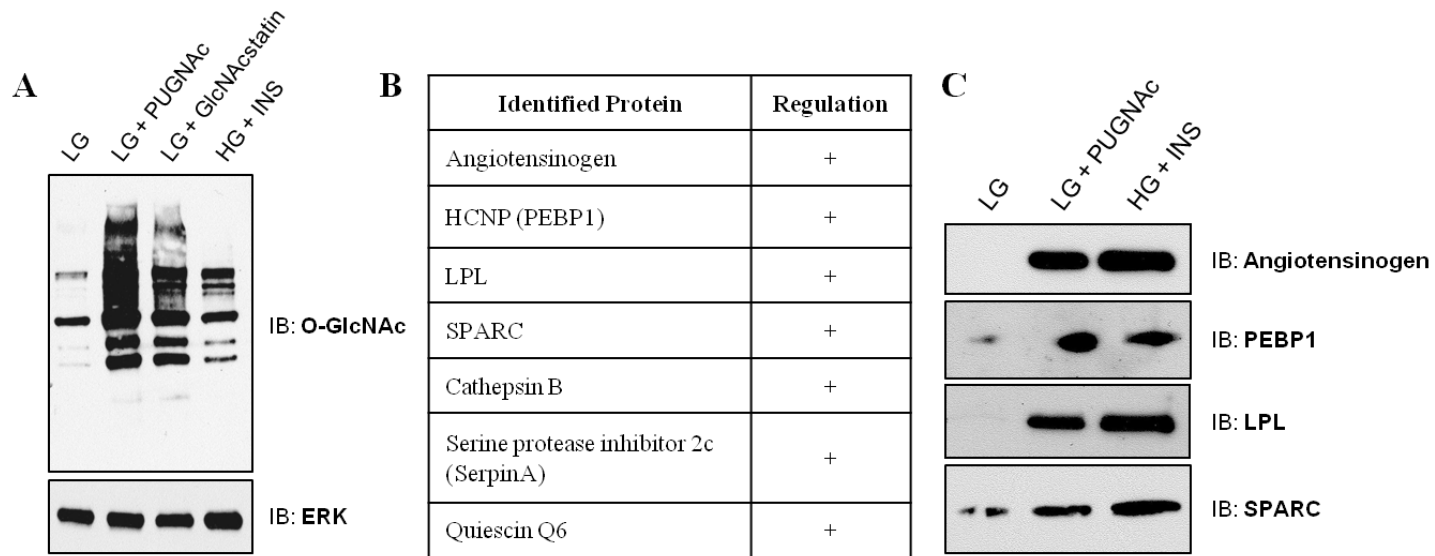 A
LG
LG + PUGNAc
LG + GlcNAcstatin
HG + INS
IB: O-GlcNAc
IB: ERK
B
Identified Protein Regulation
Angiotensinogen +
HCNP (PEBP1) +
LPL +
SPARC +
Cathepsin B +
Serine protease inhibitor 2c
(SerpinA) +
Quiescin Q6 +
C
LG
LG + PUGNAc
HG + INS
IB: Angiotensinogen
IB: PEBP1
IB: LPL
IB: SPARC